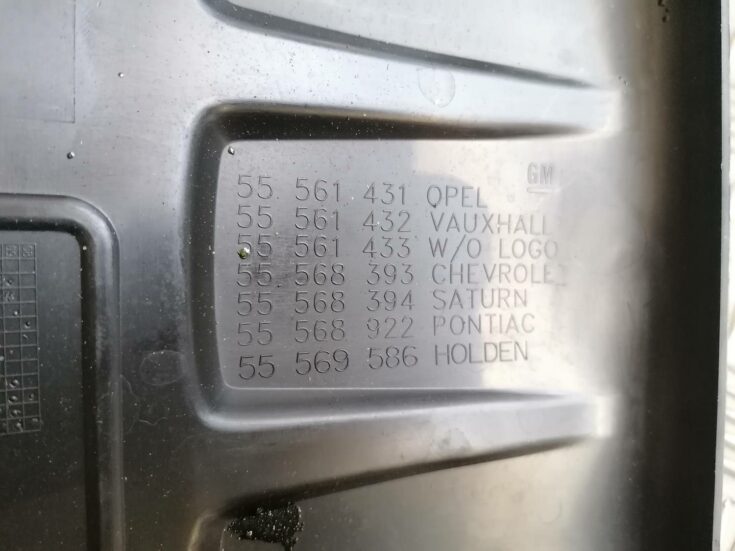 GM
55 561 431 OPEL
55 561 432 VAUXHALL
55 561 433 W/O LOGO
55 568 393 CHEVROLET
55 568 394 SATURN
55 568 922 PONTIAC
55 569 586 HOLDEN